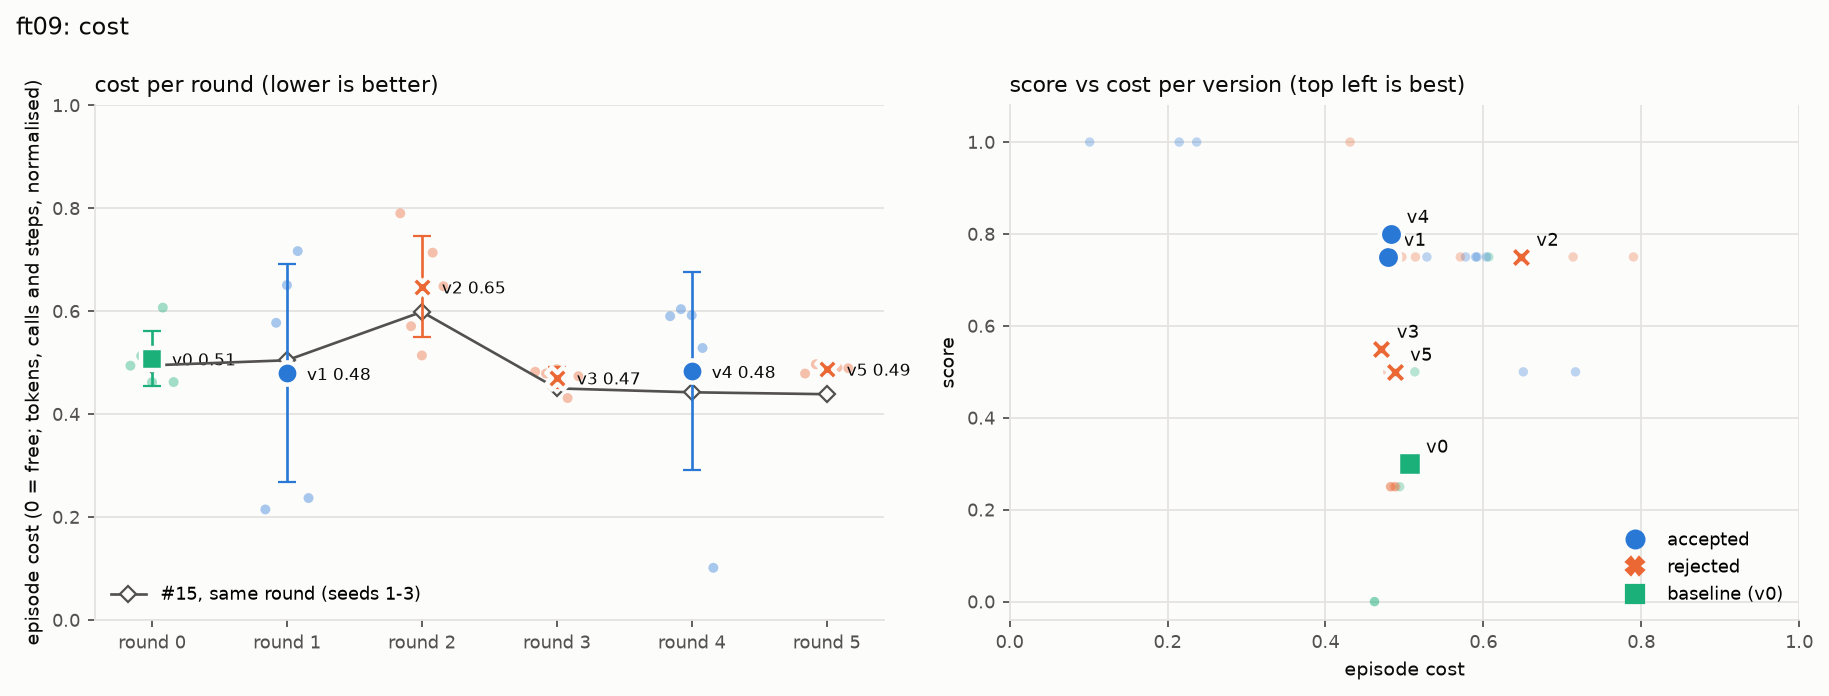 ft09: cost
cost per round (lower is better)
episode cost (0 = free; tokens, calls and steps, normalised)
1.0
0.8
0.6
0.4
0.2
0.0
v0 0.51
v1 0.48
v2 0.65
v3 0.47
v4 0.48
v5 0.49
#15, same round (seeds 1-3)
round 0
round 1
round 2
round 3
round 4
round 5
score vs cost per version (top left is best)
score
1.0
0.8
0.6
0.4
0.2
0.0
v4
v1
v2
v3
v5
v0
accepted
rejected
baseline (v0)
0.0
0.2
0.4
0.6
0.8
1.0
episode cost